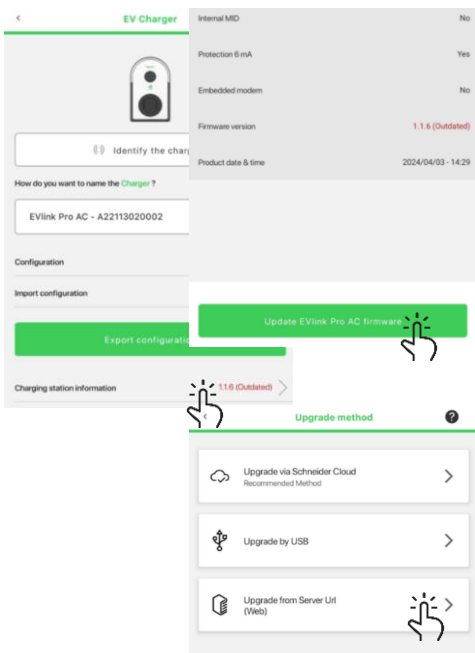 EV Charger
Identify the char
How do you want to name the Charger ?
EVlink Pro AC - A22113020002
Configuration
Import configuration
Export configuratio
Charging station information 1.1.6 (Outdated)
Internal MID No
Protection 6 mA Yes
Embedded modem No
Firmware version 1.1.6 (Outdated)
Product date & time 2024/04/03 - 14:29
Update EVlink Pro AC firmware
Upgrade method ?
Upgrade via Schneider Cloud
Recommended Method
Upgrade by USB
Upgrade from Server Url
(Web)